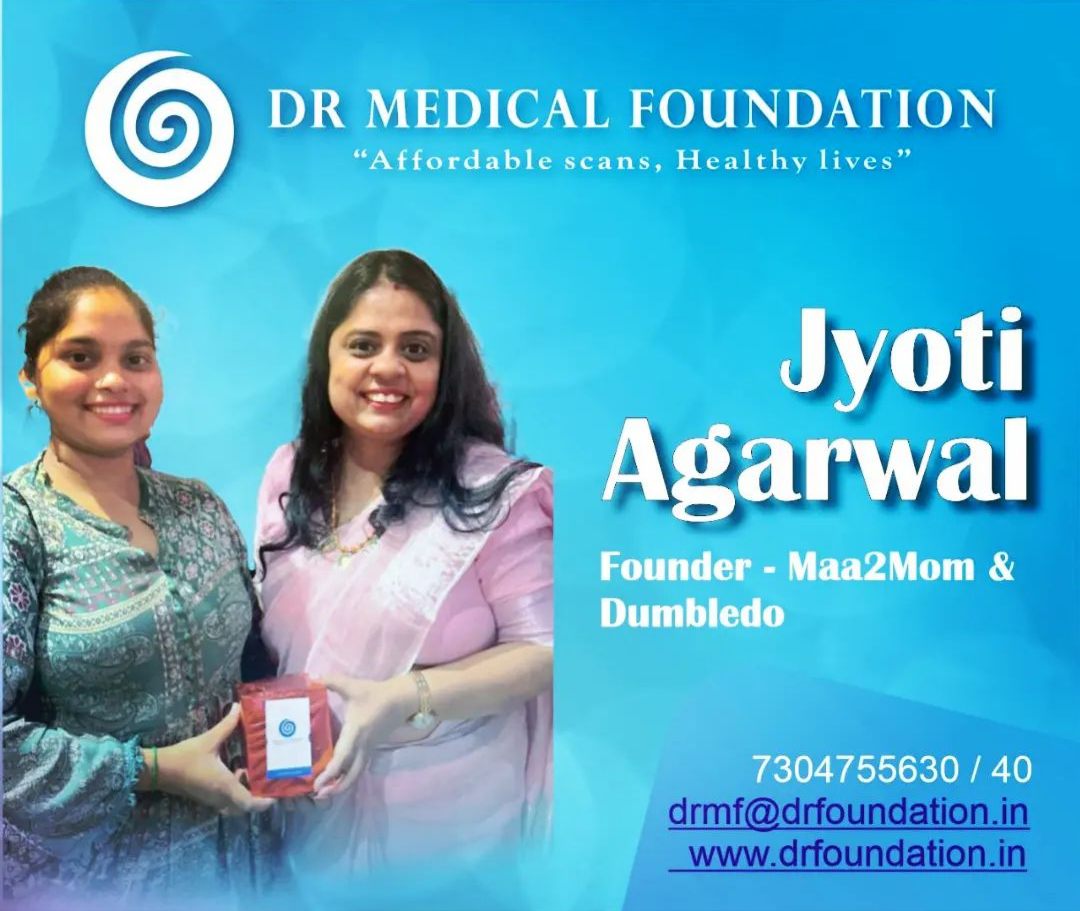 DR MEDICAL FOUNDATION
“Affordable scans, Healthy lives”
Jyoti
Agarwal
Founder - Maa2Mom &
Dumbledo
7304755630 / 40
drmf@drfoundation.in
www.drfoundation.in